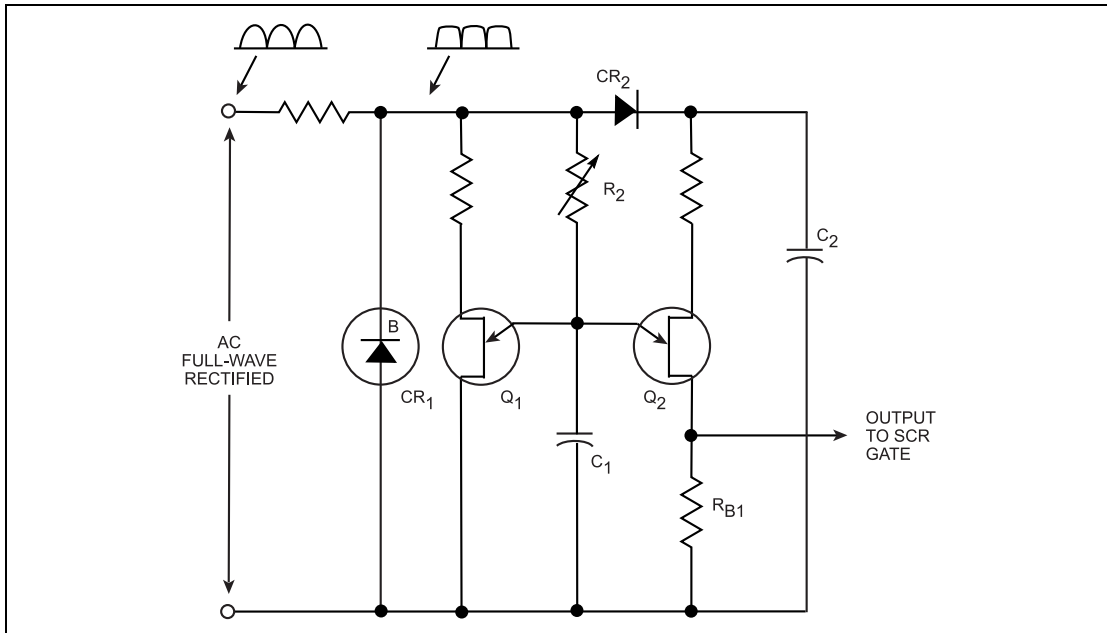 CR2
R2
C2
AC
FULL-WAVE
RECTIFIED
B
CR1
Q1
Q2
C1
OUTPUT
TO SCR
GATE
RB1